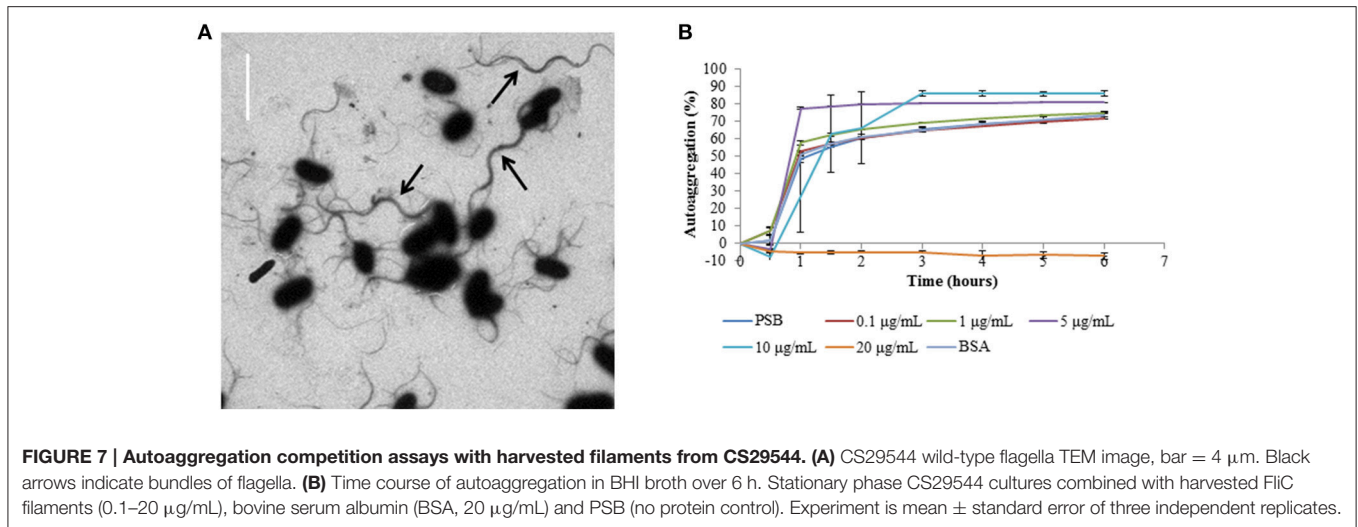 A
B
Autoaggregation (%)
100
90
80
70
60
50
40
30
20
10
0
-10
0 1 2 3 4 5 6 7
Time (hours)
PSB 0.1 µg/mL 1 µg/mL 5 µg/mL
10 µg/mL 20 µg/mL BSA
FIGURE 7 | Autoaggregation competition assays with harvested filaments from CS29544. (A) CS29544 wild-type flagella TEM image, bar = 4 µm. Black
arrows indicate bundles of flagella. (B) Time course of autoaggregation in BHI broth over 6 h. Stationary phase CS29544 cultures combined with harvested FliC
filaments (0.1–20 µg/mL), bovine serum albumin (BSA, 20 µg/mL) and PSB (no protein control). Experiment is mean ± standard error of three independent replicates.